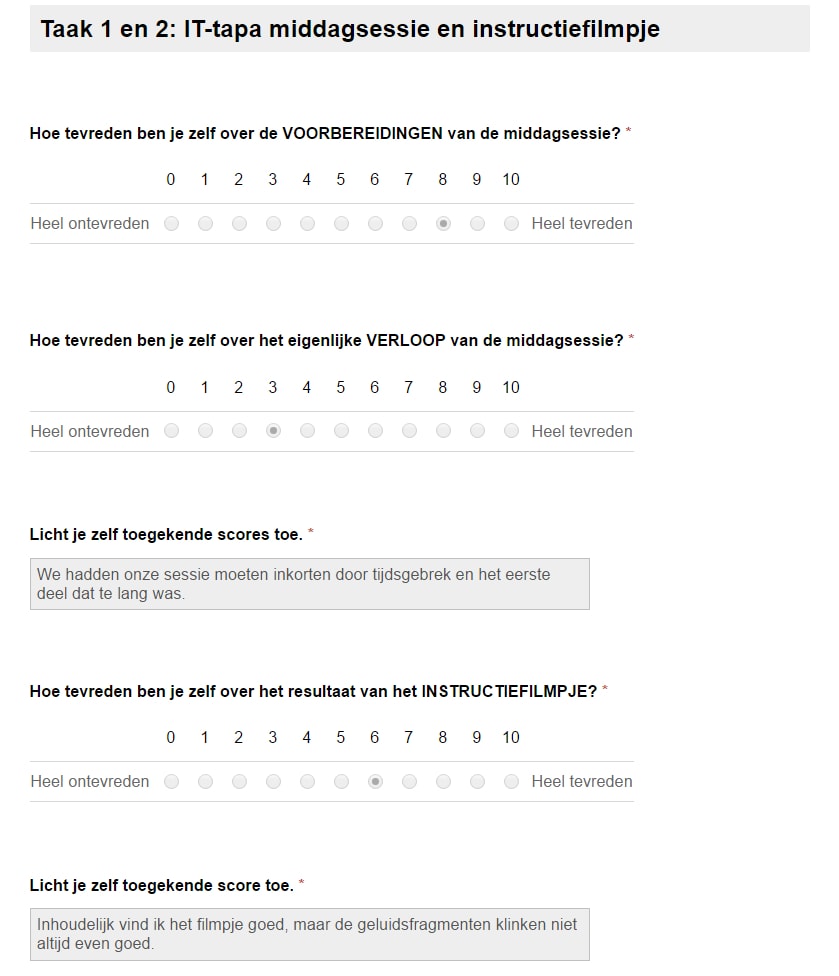 Taak 1 en 2: IT-tapa middagsessie en instructiefilmpje
Hoe tevreden ben je zelf over de VOORBEREIDINGEN van de middagsessie? *
0 1 2 3 4 5 6 7 8 9 10
Heel ontevreden Heel tevreden
Hoe tevreden ben je zelf over het eigenlijke VERLOOP van de middagsessie? *
0 1 2 3 4 5 6 7 8 9 10
Heel ontevreden Heel tevreden
Licht je zelf toegekende scores toe. *
We hadden onze sessie moeten inkorten door tijdsgebrek en het eerste
deel dat te lang was.
Hoe tevreden ben je zelf over het resultaat van het INSTRUCTIEFILMPJE? *
0 1 2 3 4 5 6 7 8 9 10
Heel ontevreden Heel tevreden
Licht je zelf toegekende score toe. *
Inhoudelijk vind ik het filmpje goed, maar de geluidsfragmenten klinken niet
altijd even goed.